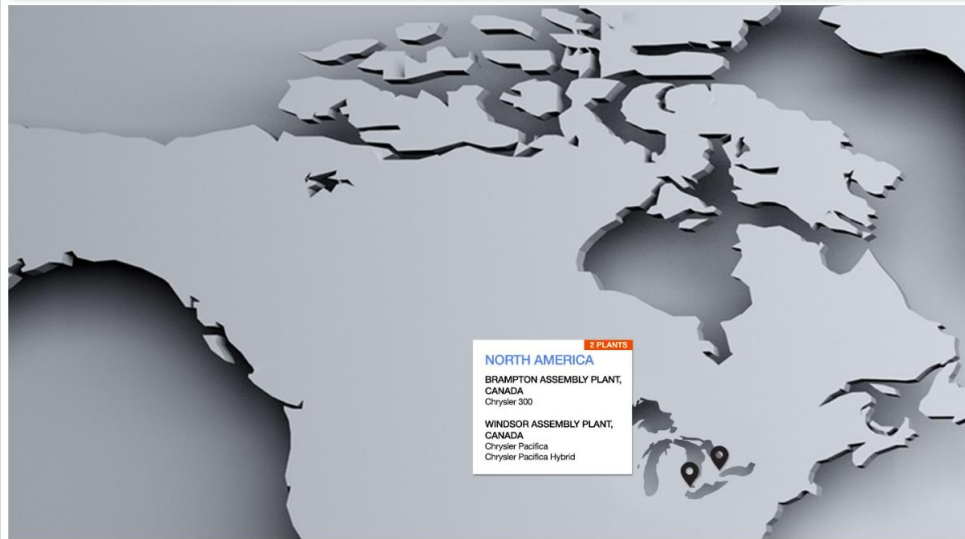 2 PLANTS
NORTH AMERICA
BRAMPTON ASSEMBLY PLANT,
CANADA
Chrysler 300
WINDSOR ASSEMBLY PLANT,
CANADA
Chrysler Pacifica
Chrysler Pacifica Hybrid